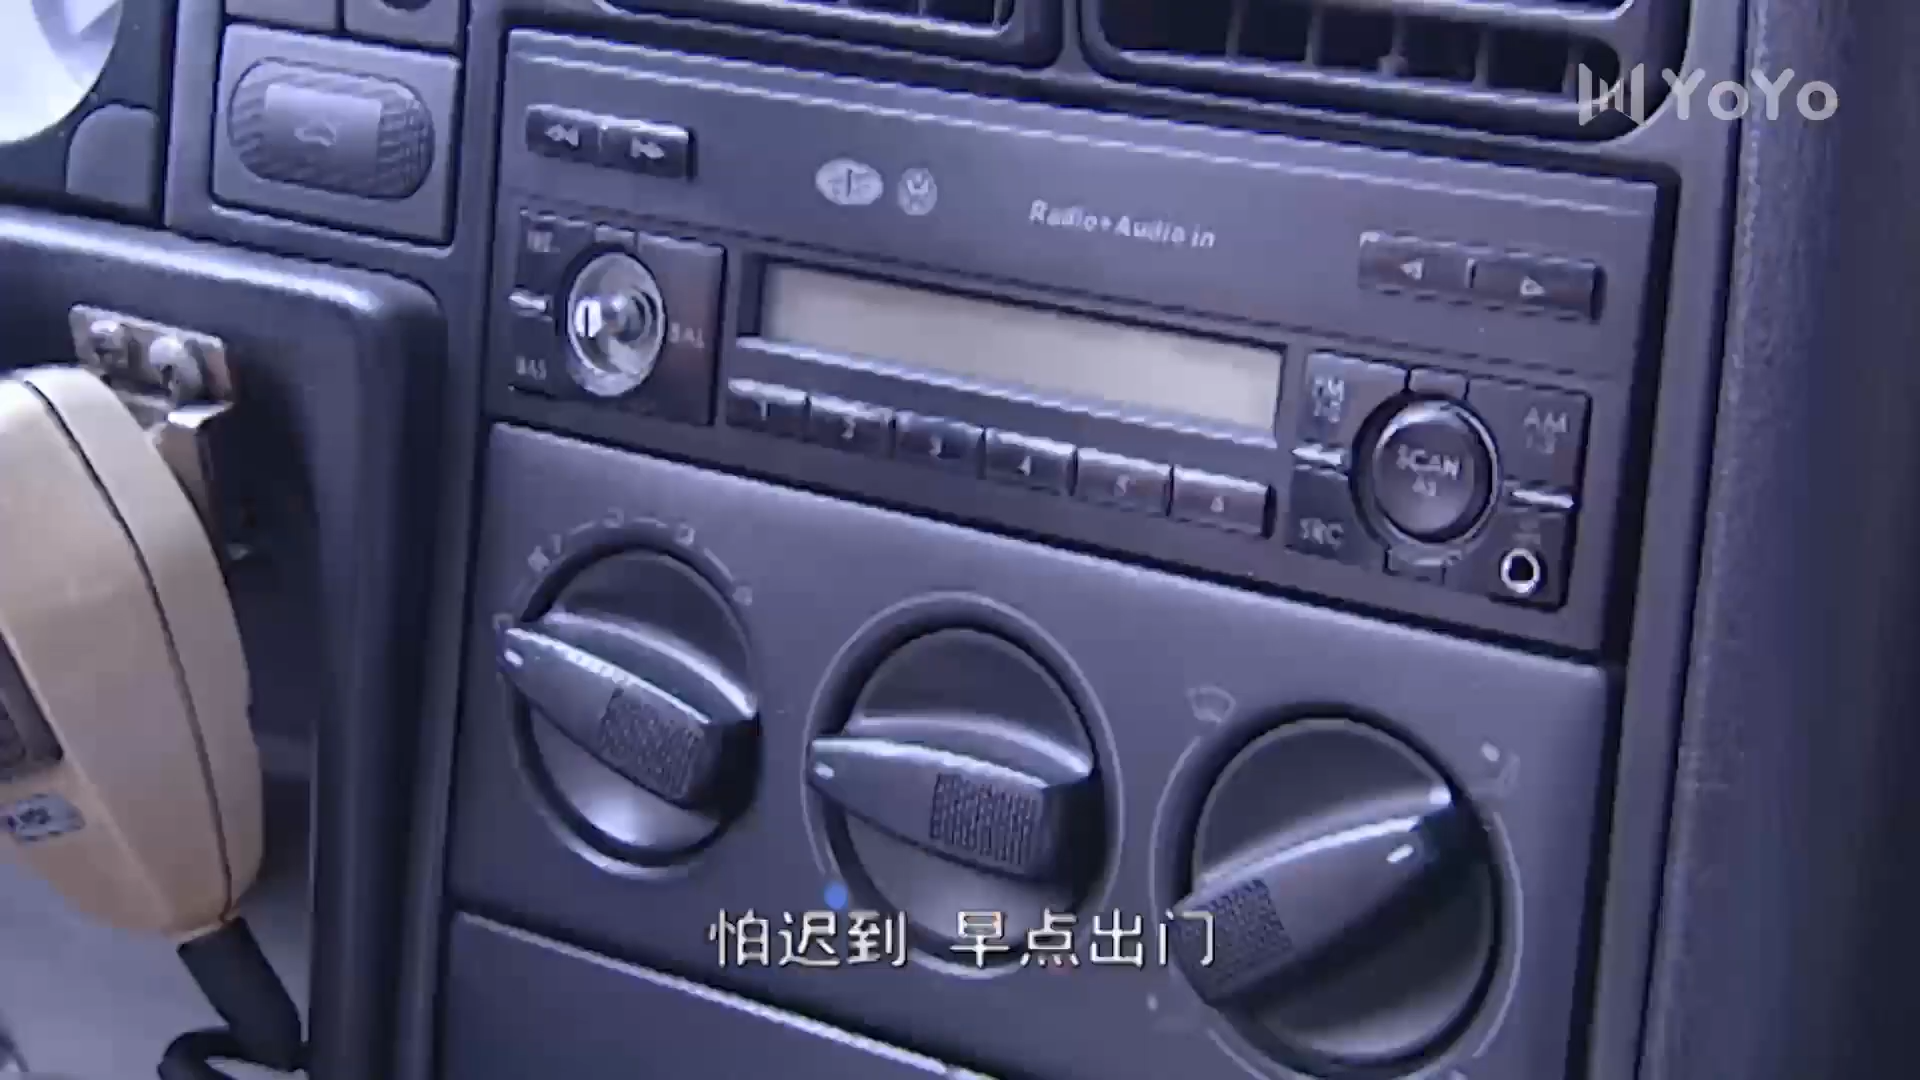 YoYo
Radio+Audio in
BAL
BAS
FM
AM
1
2
3
4
5
6
SCAN
SRC
怕迟到 早点出门